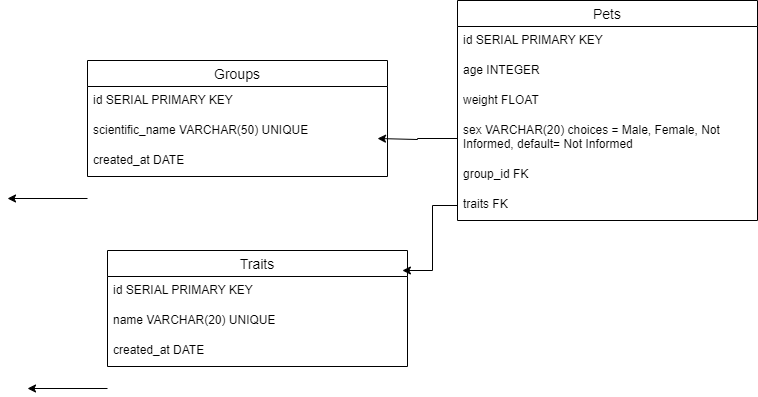 Pets
id SERIAL PRIMARY KEY
age INTEGER
weight FLOAT
sex VARCHAR(20) choices = Male, Female, Not
Informed, default= Not Informed
group_id FK
traits FK
Groups
id SERIAL PRIMARY KEY
scientific_name VARCHAR(50) UNIQUE
created_at DATE
Traits
id SERIAL PRIMARY KEY
name VARCHAR(20) UNIQUE
created_at DATE